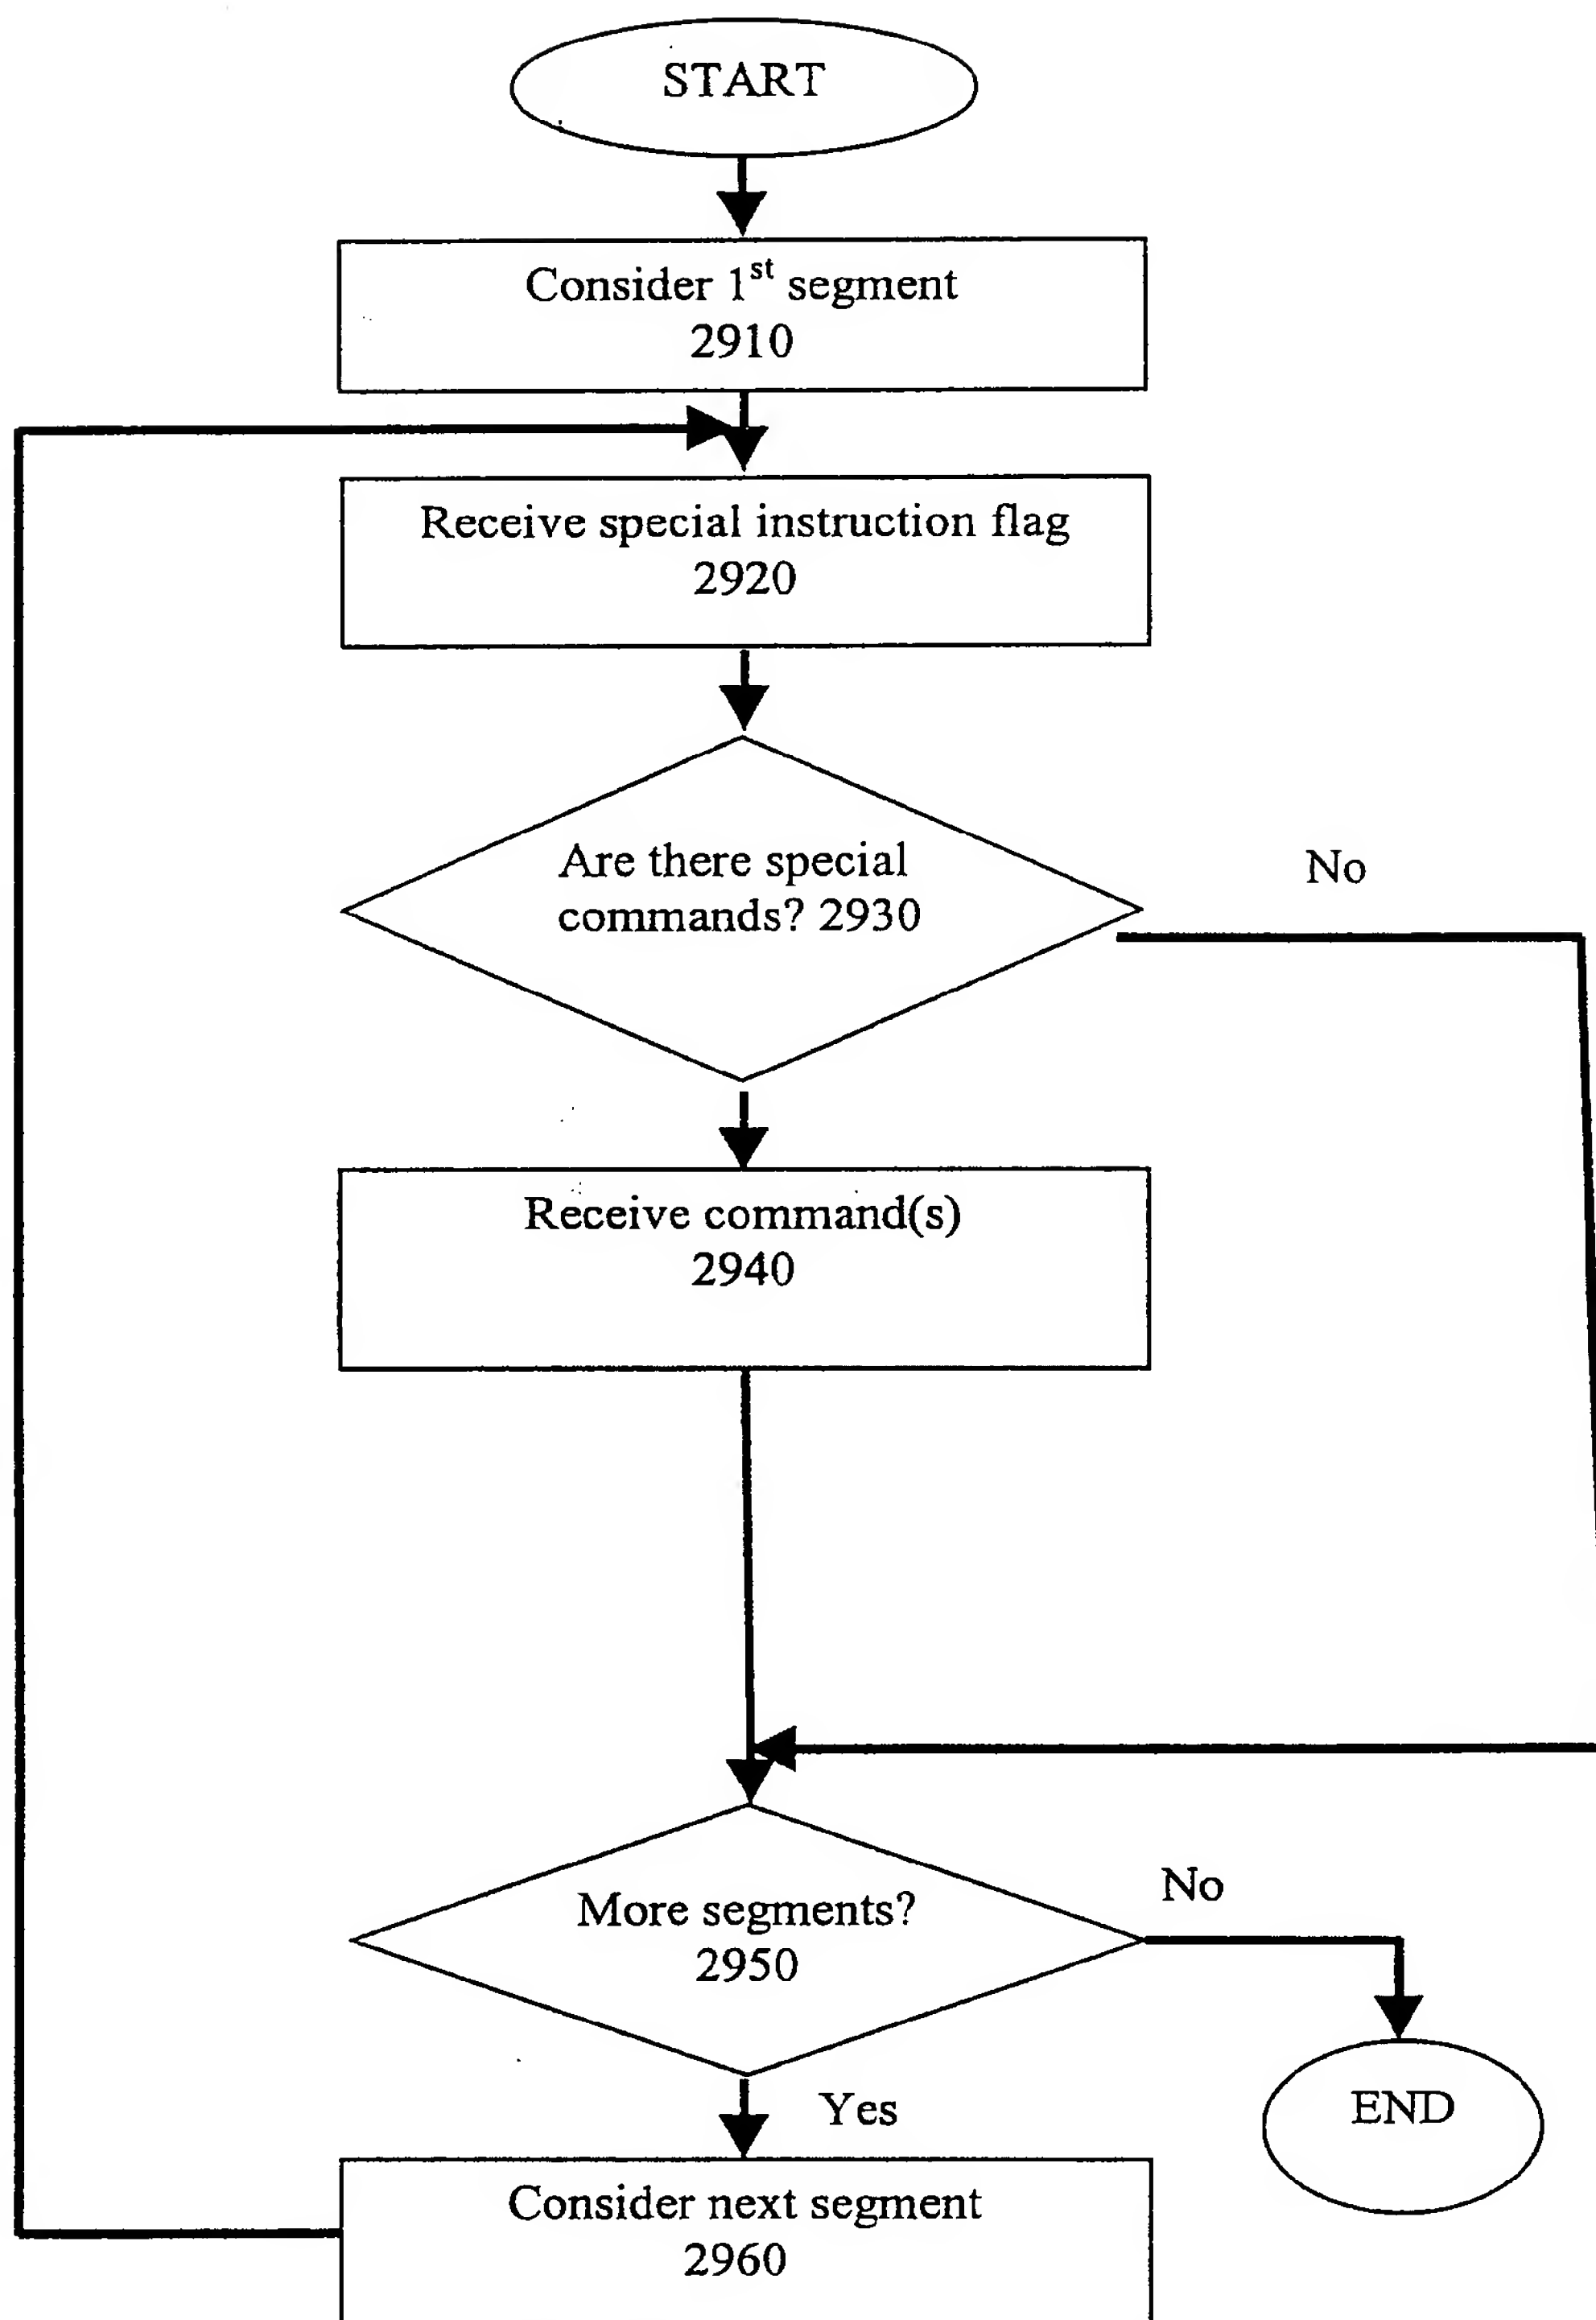 START
Consider 1st segment
2910
Receive special instruction flag
2920
Are there special
commands? 2930
No
Receive command(s)
2940
More segments?
2950
No
Yes
END
Consider next segment
2960